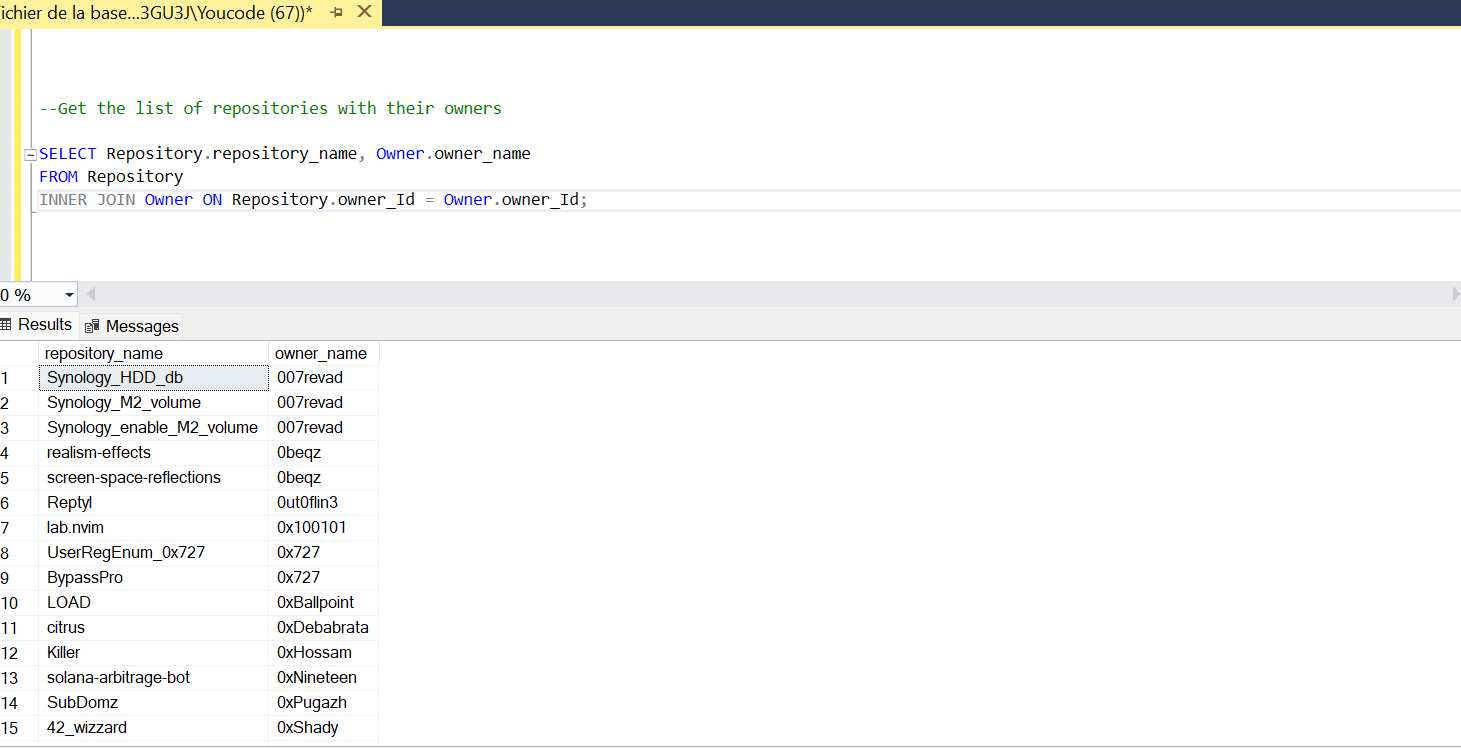 ichier de la base...3GU3J\Youcode (67))*
--Get the list of repositories with their owners
SELECT Repository.repository_name, Owner.owner_name
FROM Repository
INNER JOIN Owner ON Repository.owner_Id = Owner.owner_Id;
0 %
Results Messages
repository_name owner_name
1 Synology_HDD_db 007revad
2 Synology_M2_volume 007revad
3 Synology_enable_M2_volume 007revad
4 realism-effects 0beqz
5 screen-space-reflections 0beqz
6 Reptyl 0ut0flin3
7 lab.nvim 0x100101
8 UserRegEnum_0x727 0x727
9 BypassPro 0x727
10 LOAD 0xBallpoint
11 citrus 0xDebabrata
12 Killer 0xHossam
13 solana-arbitrage-bot 0xNineteen
14 SubDomz 0xPugazh
15 42_wizzard 0xShady